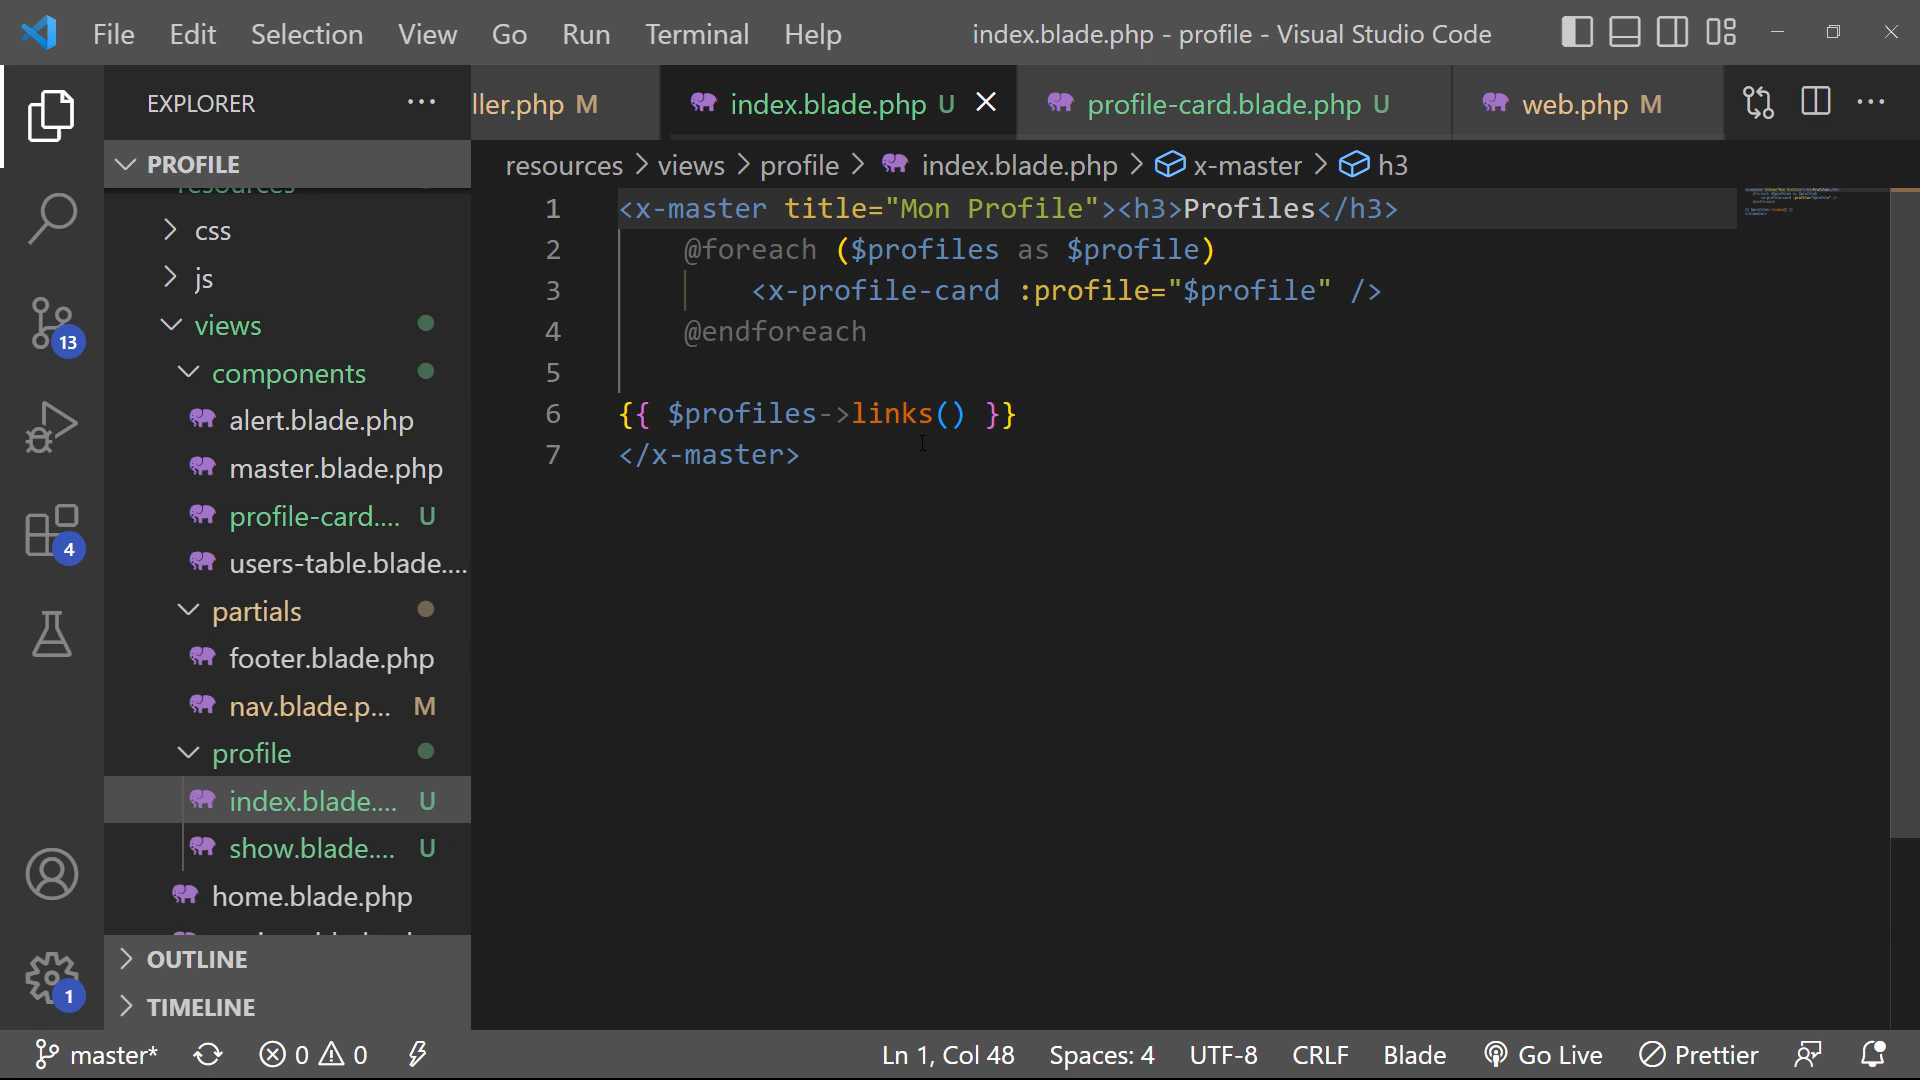 File Edit Selection View Go Run Terminal Help index.blade.php - profile - Visual Studio Code
EXPLORER ···
ller.php M index.blade.php U profile-card.blade.php U web.php M
PROFILE
resources > views > profile > index.blade.php > x-master > h3
resources
css
js
views
components
alert.blade.php
master.blade.php
profile-card.... U
users-table.blade....
partials
footer.blade.php
nav.blade.p... M
profile
index.blade.... U
show.blade.... U
home.blade.php
OUTLINE
TIMELINE
13
4
1
1 <x-master title="Mon Profile"><h3>Profiles</h3>
2 @foreach ($profiles as $profile)
3 <x-profile-card :profile="$profile" />
4 @endforeach
5
6 {{ $profiles->links() }}
7 </x-master>
master* 0 0 Ln 1, Col 48 Spaces: 4 UTF-8 CRLF Blade Go Live Prettier